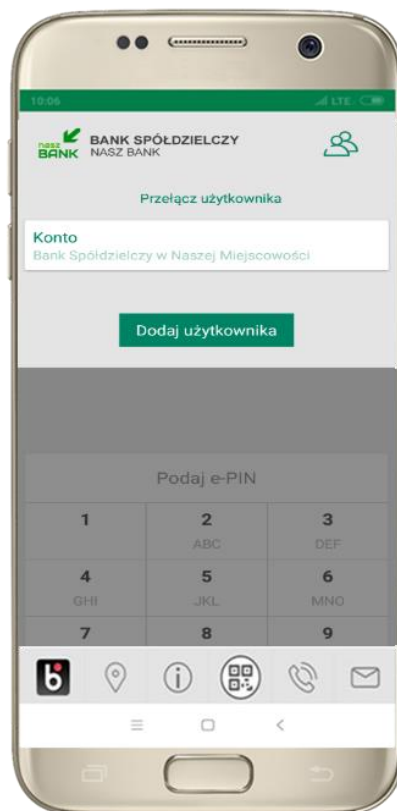 10:06 LTE
nasz BANK
BANK SPÓŁDZIELCZY
NASZ BANK
Przełącz użytkownika
Konto
Bank Spółdzielczy w Naszej Miejscowości
Dodaj użytkownika
Podaj e-PIN
1 2 3
ABC DEF
4 5 6
GHI JKL MNO
7 8 9
b